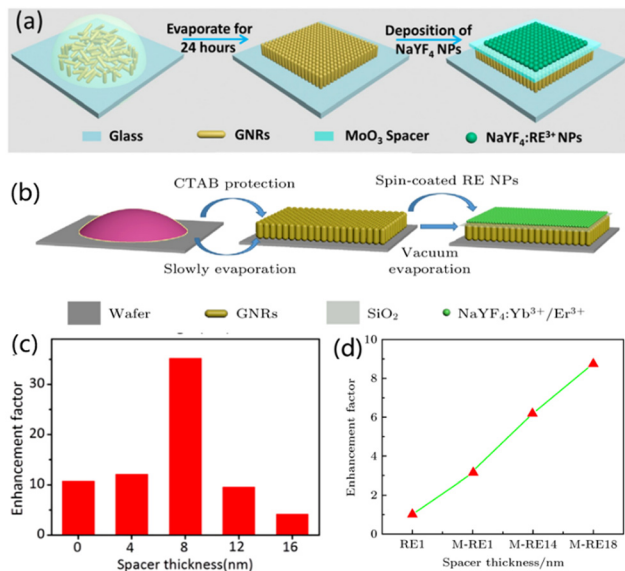 (a)
Evaporate for
24 hours
Deposition of
NaYF₄ NPs
Glass
GNRs
MoO₃ Spacer
NaYF₄:RE³⁺ NPs
(b)
CTAB protection
Slowly evaporation
Spin-coated RE NPs
Vacuum
evaporation
Wafer
GNRs
SiO₂
NaYF₄:Yb³⁺/Er³⁺
(c)
Enhancement factor
30
20
10
0
0 4 8 12 16
Spacer thickness(nm)
(d)
Enhancement factor
10
8
6
4
2
0
RE1 M-RE1 M-RE14 M-RE18
Spacer thickness/nm